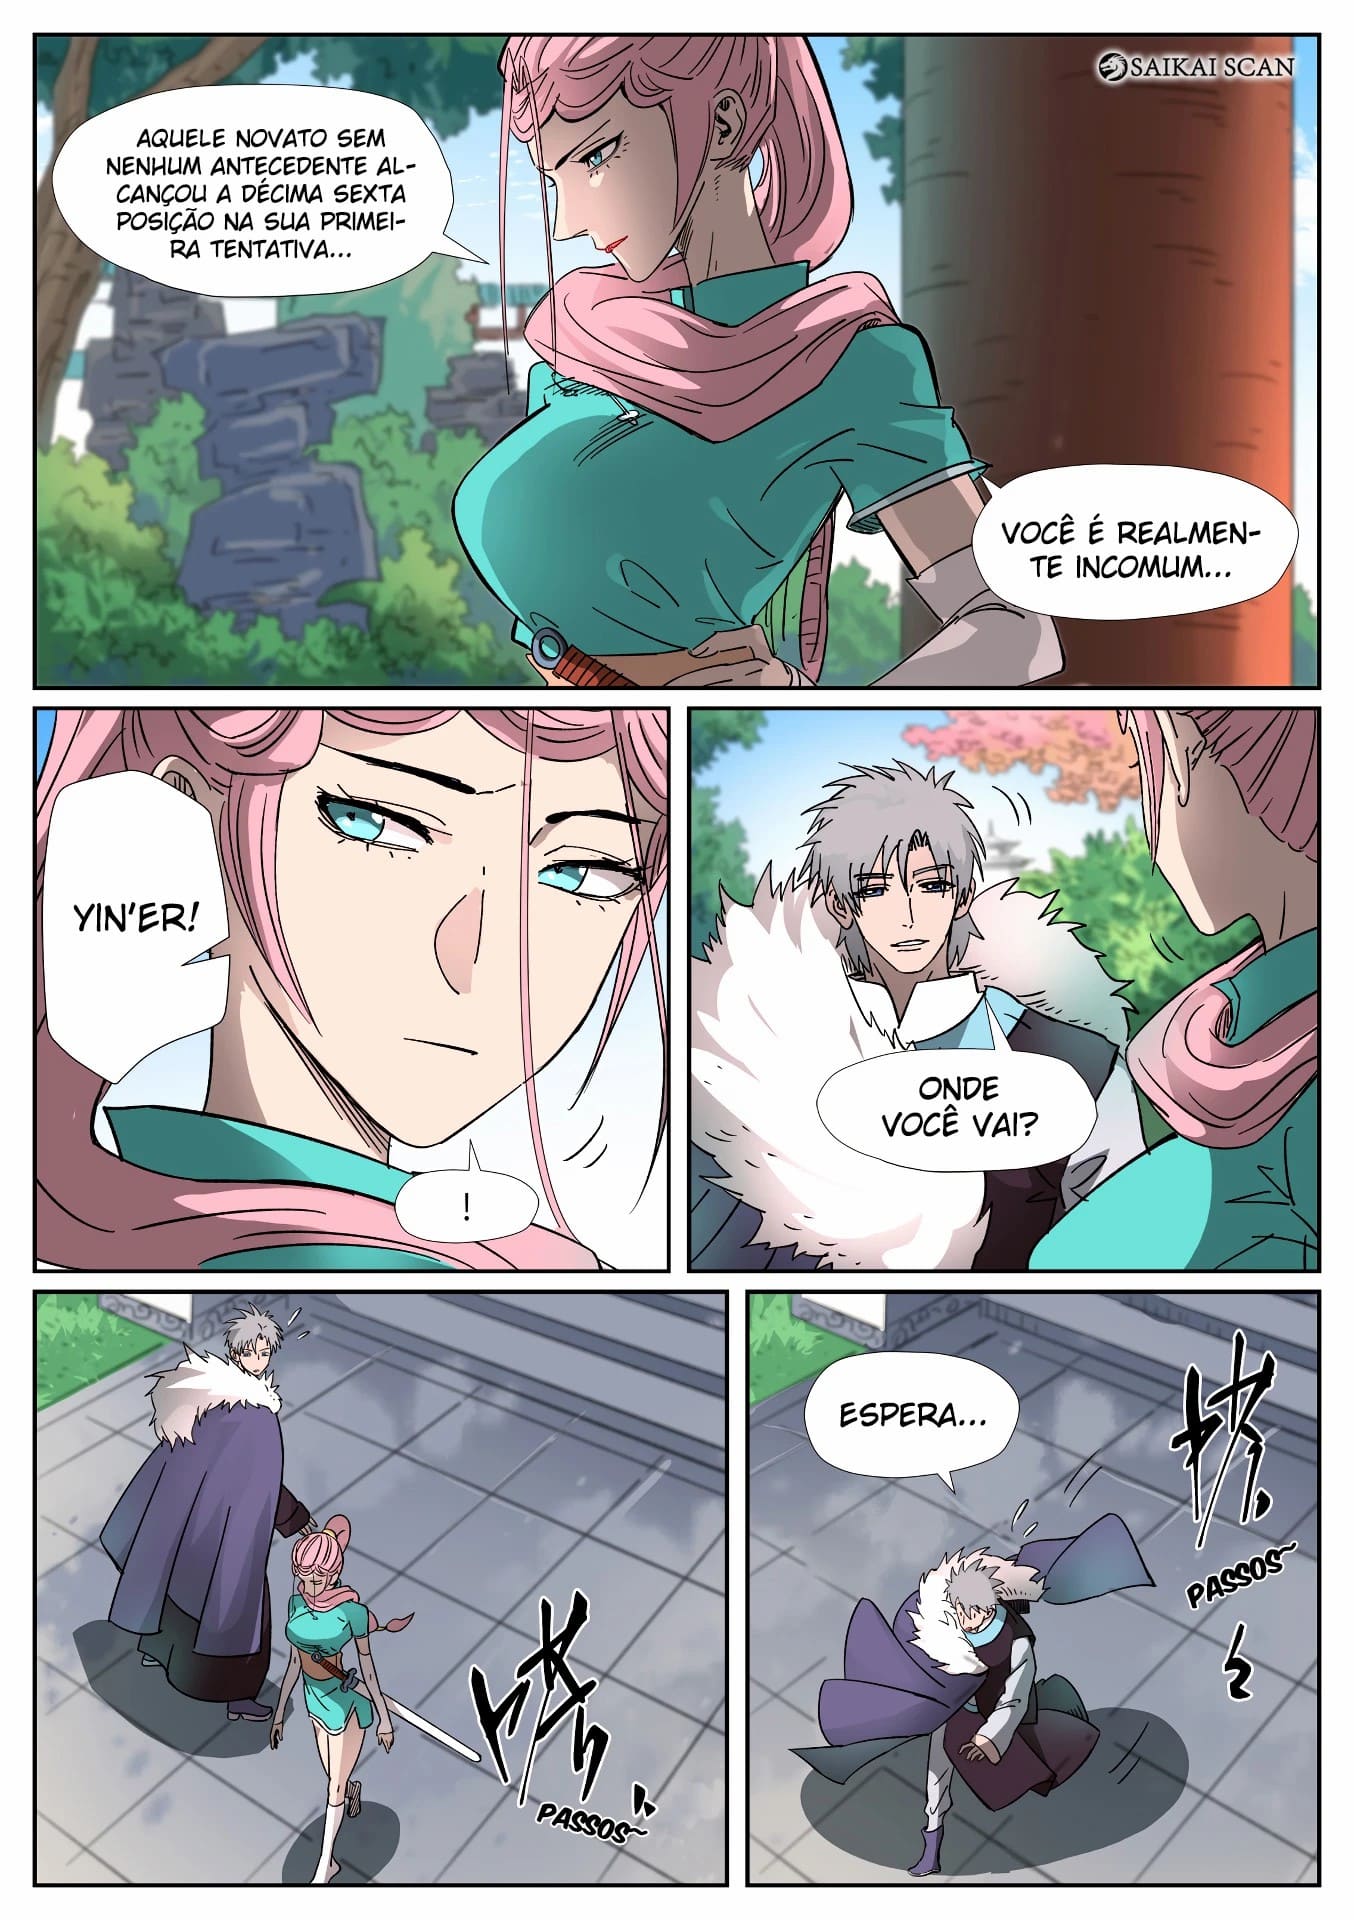 SAIKAI SCAN
AQUELE NOVATO SEM
NENHUM ANTECEDENTE AL-
CANÇOU A DÉCIMA SEXTA
POSIÇÃO NA SUA PRIMEI-
RA TENTATIVA...
VOCÊ É REALMEN-
TE INCOMUM...
YIN'ER!
!
ONDE
VOCÊ VAI?
PASSOS~
ESPERA...
PASSOS~